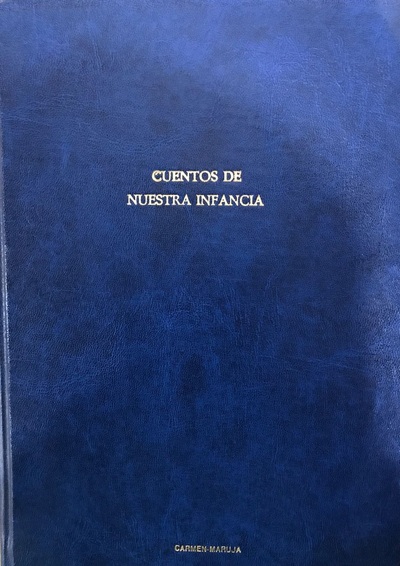 CUENTOS DE
NUESTRA INFANCIA
CARMEN-MARUJA